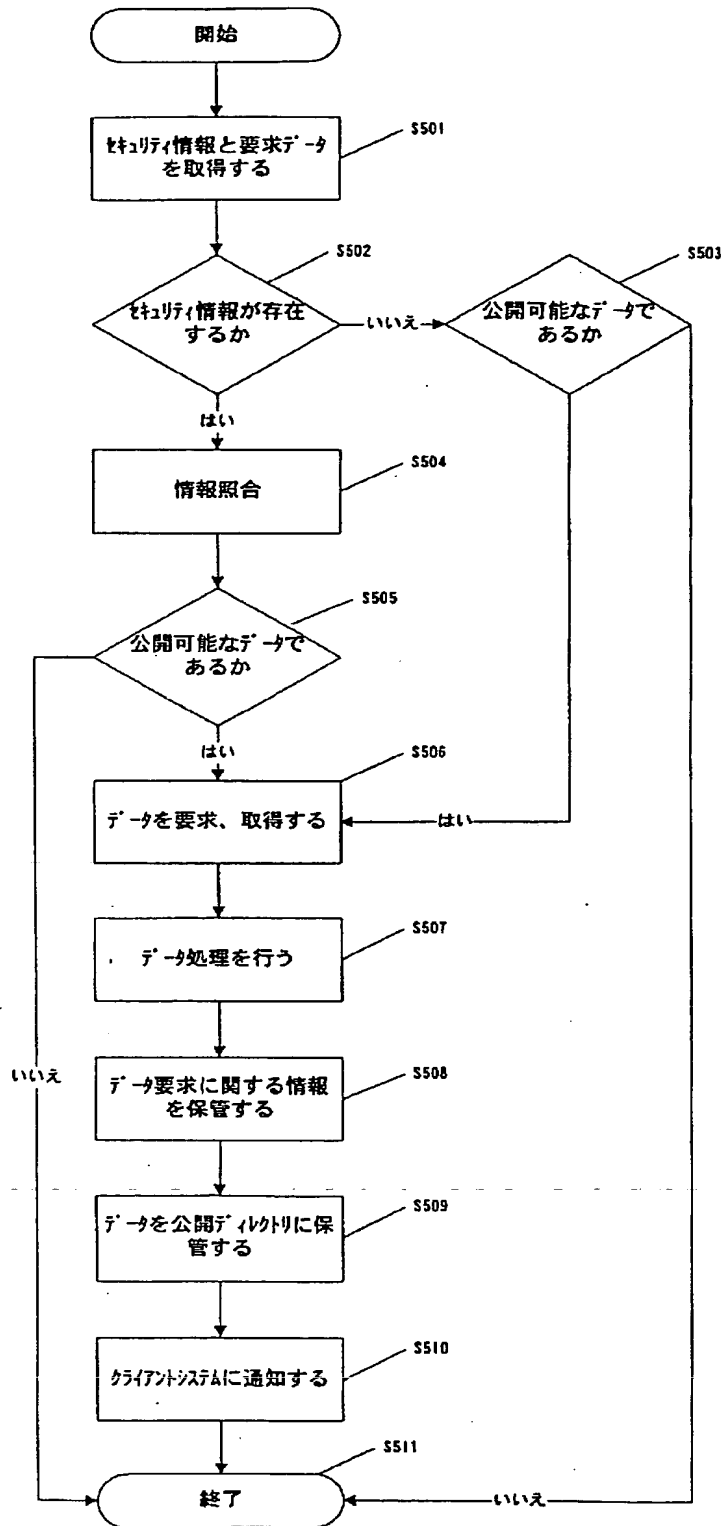 開始
セキュリティ情報と要求データ
を取得する
S501
セキュリティ情報が存在
するか
S502
いいえ
公開可能なデータで
あるか
S503
はい
情報照合
S504
公開可能なデータで
あるか
S505
はい
データを要求、取得する
S506
はい
データ処理を行う
S507
いいえ
データ要求に関する情報
を保管する
S508
データを公開ディレクトリに保
管する
S509
クライアントシステムに通知する
S510
終了
S511
いいえ